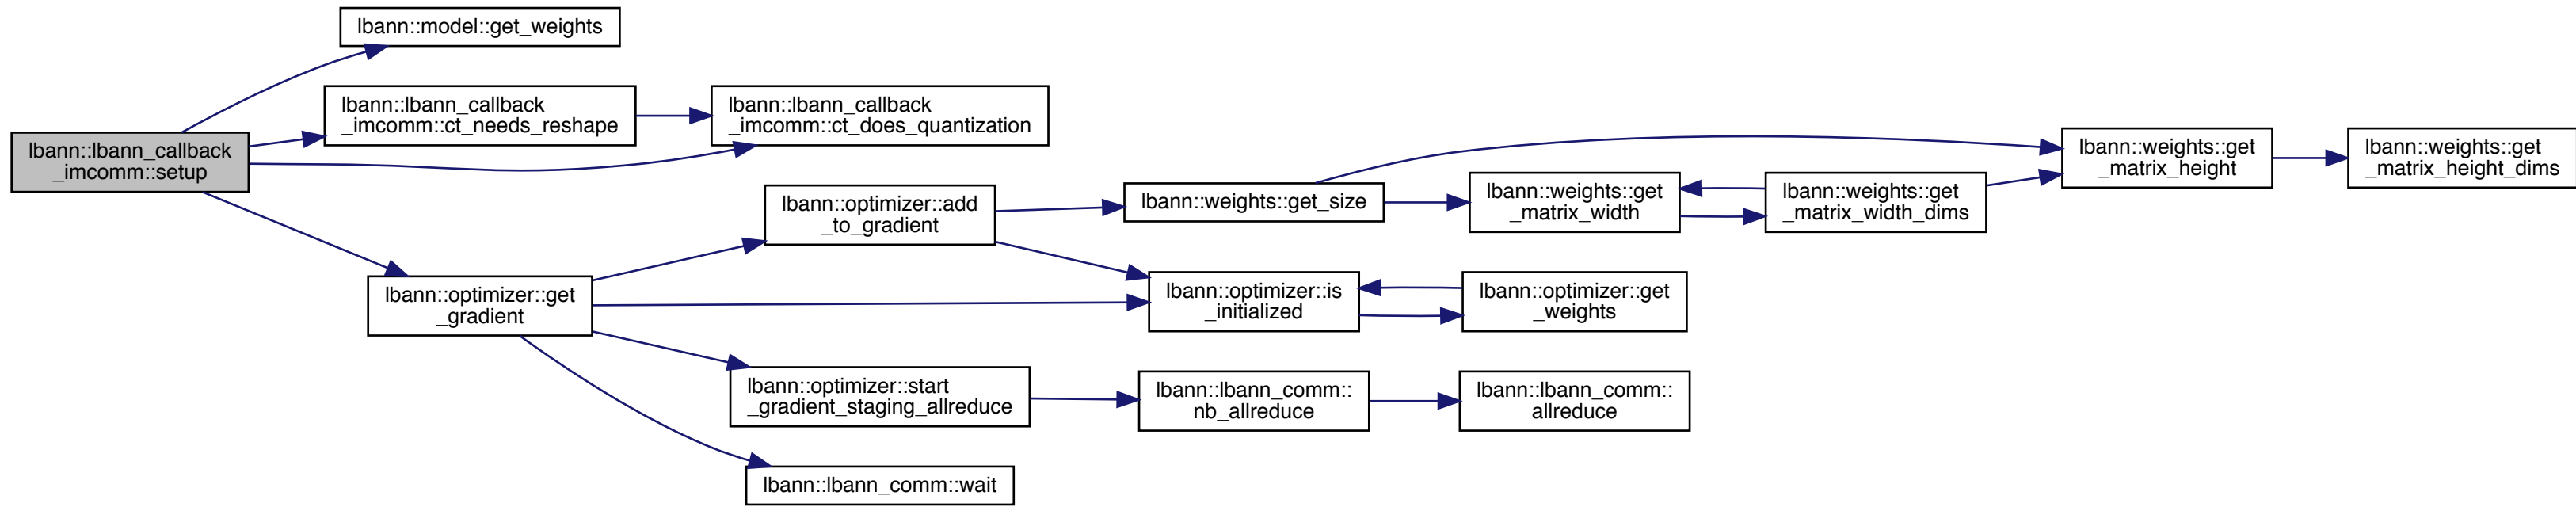 lbann::lbann_callback
_imcomm::setup
lbann::model::get_weights
lbann::lbann_callback
_imcomm::ct_needs_reshape
lbann::lbann_callback
_imcomm::ct_does_quantization
lbann::optimizer::get
_gradient
lbann::optimizer::add
_to_gradient
lbann::weights::get_size
lbann::weights::get
_matrix_width
lbann::weights::get
_matrix_width_dims
lbann::weights::get
_matrix_height
lbann::weights::get
_matrix_height_dims
lbann::optimizer::is
_initialized
lbann::optimizer::get
_weights
lbann::optimizer::start
_gradient_staging_allreduce
lbann::lbann_comm::
nb_allreduce
lbann::lbann_comm::
allreduce
lbann::lbann_comm::wait